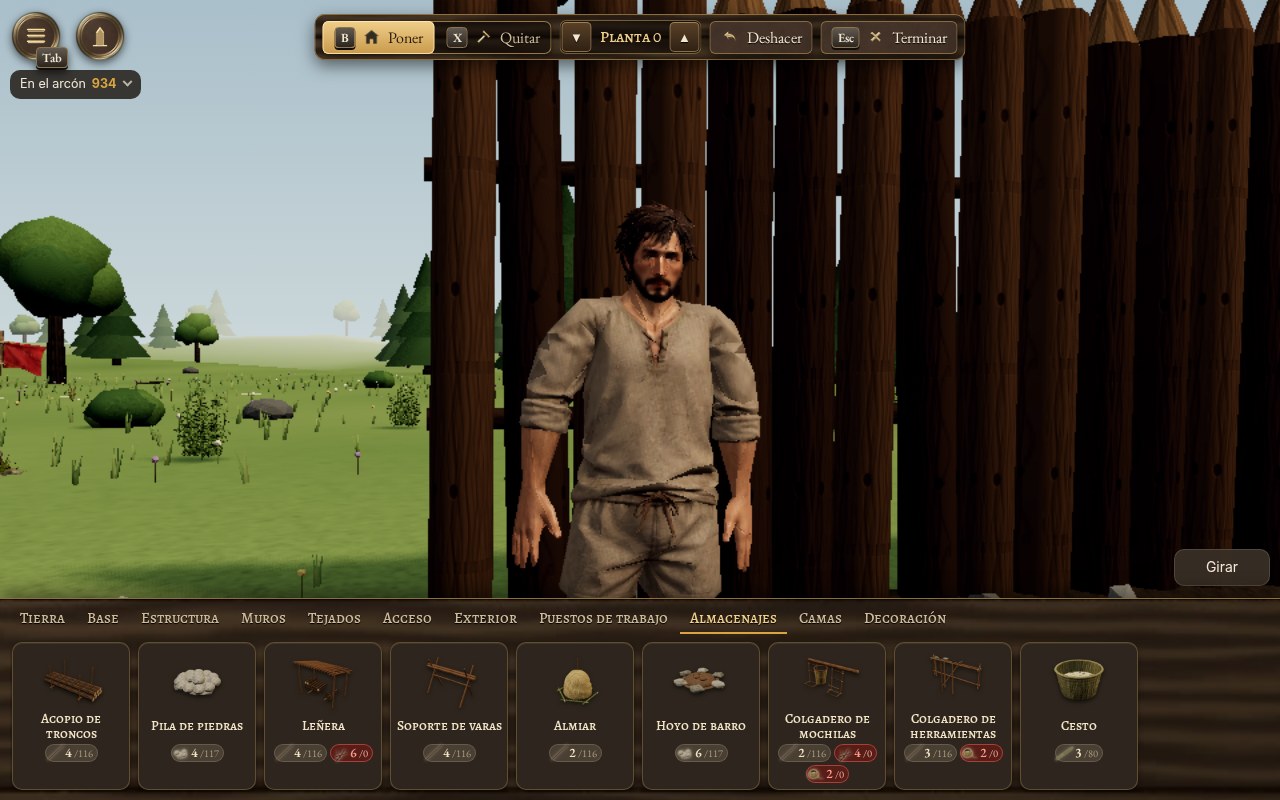 B Poner X Quitar ▼ Planta 0 ▲ Deshacer Esc ✕ Terminar
Tab
En el arcón 934
Girar
Tierra Base Estructura Muros Tejados Acceso Exterior Puestos de trabajo Almacenajes Camas Decoración
Acopio de troncos
4 /116
Pila de piedras
4 /117
Leñera
4 /116 6 /0
Soporte de varas
4 /116
Almiar
2 /116
Hoyo de barro
6 /117
Colgadero de mochilas
2 /116 4 /0
2 /0
Colgadero de herramientas
3 /116 2 /0
Cesto
3 /80